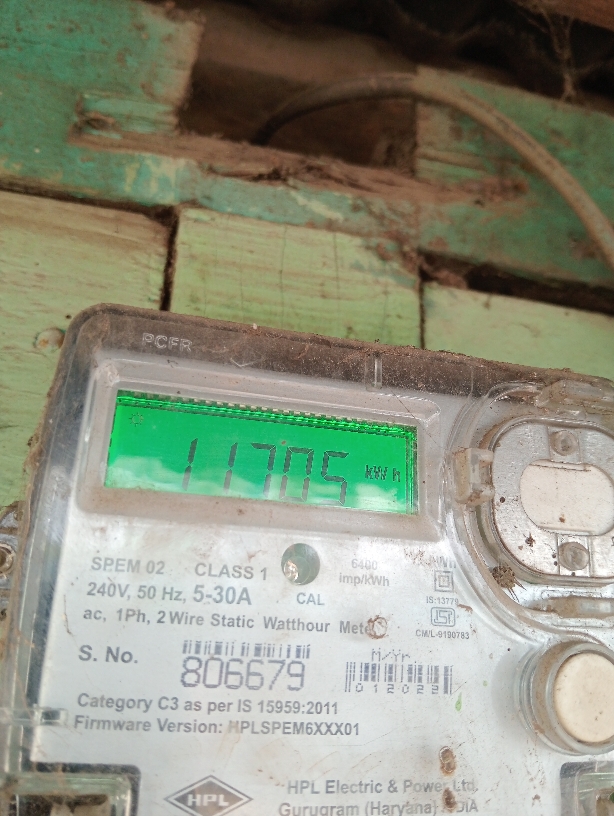 PCFR
11705 kWh
SPEM 02 CLASS 1
6400
imp/kWh
240V, 50 Hz, 5-30A
CAL
IS:13779
ac, 1Ph, 2 Wire Static Watthour Meter
CM/L-9190783
S. No.
806679
M/Yr
Category C3 as per IS 15959:2011
Firmware Version: HPLSPEM6XXX01
HPL
HPL Electric & Power Ltd.
Gurugram (Haryana) INDIA